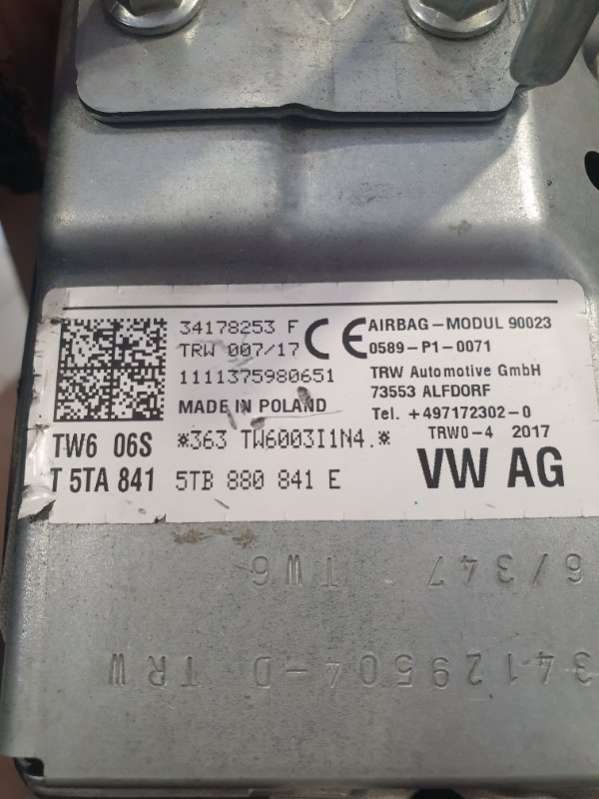 34178253 F
TRW 007/17
1111375980651
MADE IN POLAND
CE
AIRBAG-MODUL 90023
0589-P1-0071
TRW Automotive GmbH
73553 ALFDORF
Tel. +497172302-0
TRW0-4 2017
TW6 06S
*363 TW6003I1N4.*
T 5TA 841
5TB 880 841 E
VW AG
6/347 TW6
34129504-D TRW